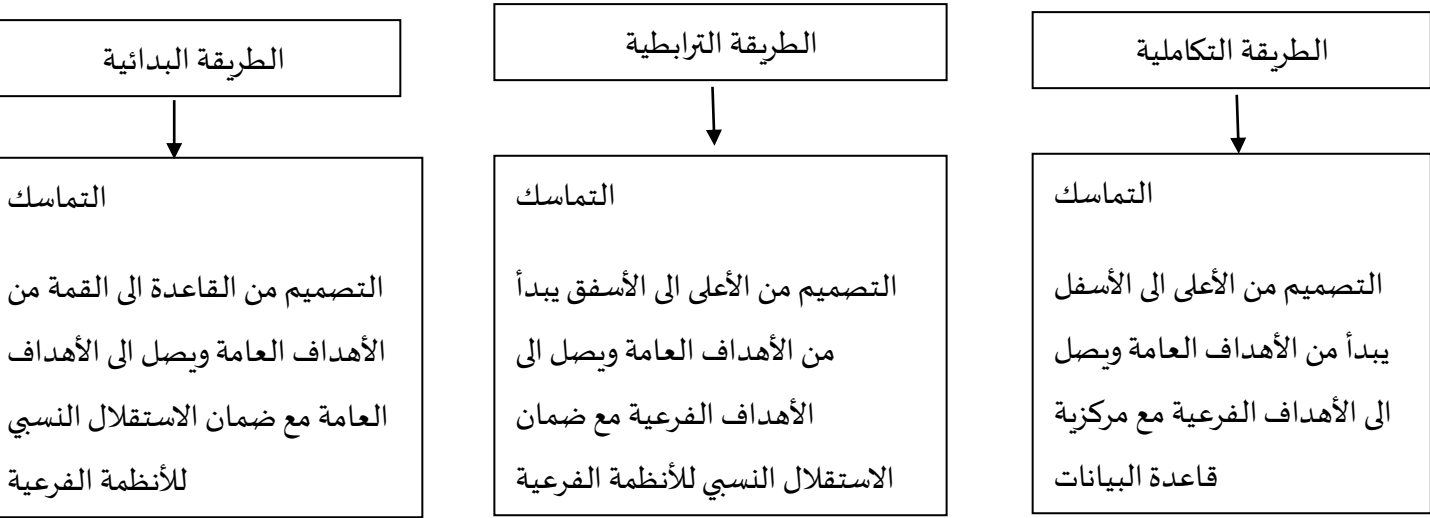 الطريقة التكاملية
الطريقة الترابطية
الطريقة البدائية
التماسك
التصميم من الأعلى الى الأسفل
يبدأ من الأهداف العامة ويصل
الى الأهداف الفرعية مع مركزية
قاعدة البيانات
التماسك
التصميم من الأعلى الى الأسفق يبدأ
من الأهداف العامة ويصل الى
الأهداف الفرعية مع ضمان
الاستقلال النسبي للأنظمة الفرعية
التماسك
التصميم من القاعدة الى القمة من
الأهداف العامة ويصل الى الأهداف
العامة مع ضمان الاستقلال النسبي
للأنظمة الفرعية